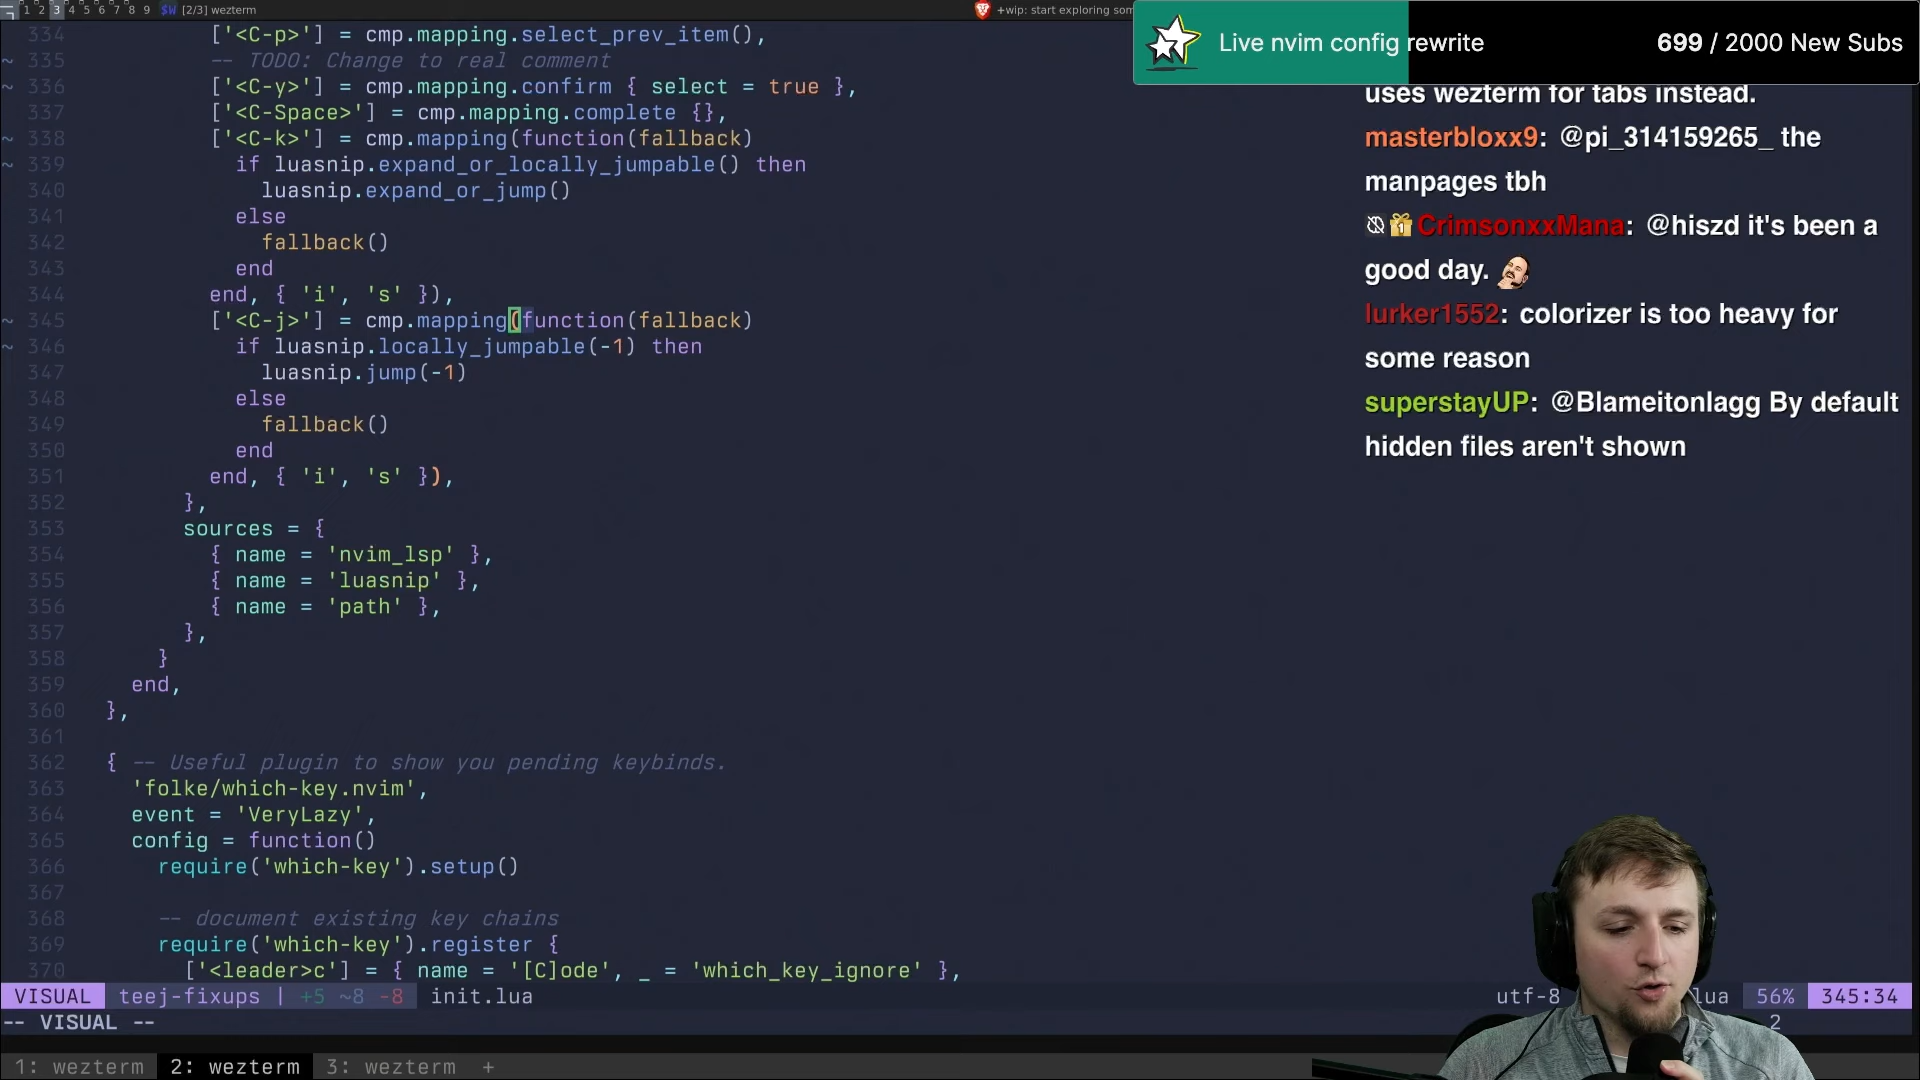 1 2 3 4 5 6 7 8 9 $W [2/3] wezterm
+wip: start exploring som
Live nvim config rewrite 699 / 2000 New Subs
334 ['<C-p>'] = cmp.mapping.select_prev_item(),
~ 335 -- TODO: Change to real comment
~ 336 ['<C-y>'] = cmp.mapping.confirm { select = true },
337 ['<C-Space>'] = cmp.mapping.complete {},
~ 338 ['<C-k>'] = cmp.mapping(function(fallback)
~ 339 if luasnip.expand_or_locally_jumpable() then
340 luasnip.expand_or_jump()
341 else
342 fallback()
343 end
344 end, { 'i', 's' }),
~ 345 ['<C-j>'] = cmp.mapping(function(fallback)
~ 346 if luasnip.locally_jumpable(-1) then
347 luasnip.jump(-1)
348 else
349 fallback()
350 end
351 end, { 'i', 's' }),
352 },
353 sources = {
354 { name = 'nvim_lsp' },
355 { name = 'luasnip' },
356 { name = 'path' },
357 },
358 }
359 end,
360 },
361
362 { -- Useful plugin to show you pending keybinds.
363 'folke/which-key.nvim',
364 event = 'VeryLazy',
365 config = function()
366 require('which-key').setup()
367
368 -- document existing key chains
369 require('which-key').register {
370 ['<leader>c'] = { name = '[C]ode', _ = 'which_key_ignore' },
uses wezterm for tabs instead.
masterbloxx9: @pi_314159265_ the
manpages tbh
CrimsonxxMana: @hiszd it's been a
good day.
lurker1552: colorizer is too heavy for
some reason
superstayUP: @Blameitonlagg By default
hidden files aren't shown
VISUAL teej-fixups | +5 ~8 -8 init.lua utf-8 lua 56% 345:34
-- VISUAL -- 2
1: wezterm 2: wezterm 3: wezterm +